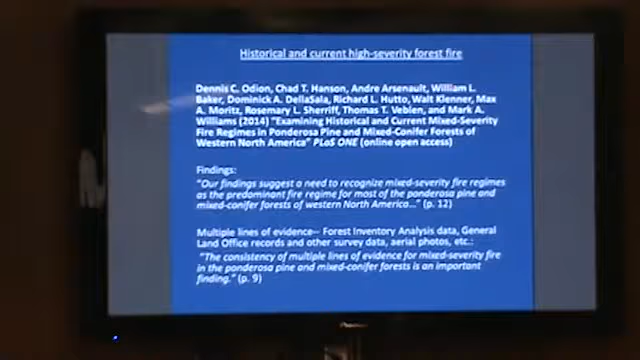 Historical and current high-severity forest fire
Dennis C. Odion, Chad T. Hanson, Andre Arsenault, William L.
Baker, Dominick A. DellaSala, Richard L. Hutto, Walt Klenner, Max
A. Moritz, Rosemary L. Sherriff, Thomas T. Veblen, and Mark A.
Williams (2014) "Examining Historical and Current Mixed-Severity
Fire Regimes in Ponderosa Pine and Mixed-Conifer Forests of
Western North America" PLoS ONE (online open access)
Findings:
"Our findings suggest a need to recognize mixed-severity fire regimes
as the predominant fire regime for most of the ponderosa pine and
mixed-conifer forests of western North America..." (p. 12)
Multiple lines of evidence-- Forest Inventory Analysis data, General
Land Office records and other survey data, aerial photos, etc.:
"The consistency of multiple lines of evidence for mixed-severity fire
in the ponderosa pine and mixed-conifer forests is an important
finding." (p. 9)